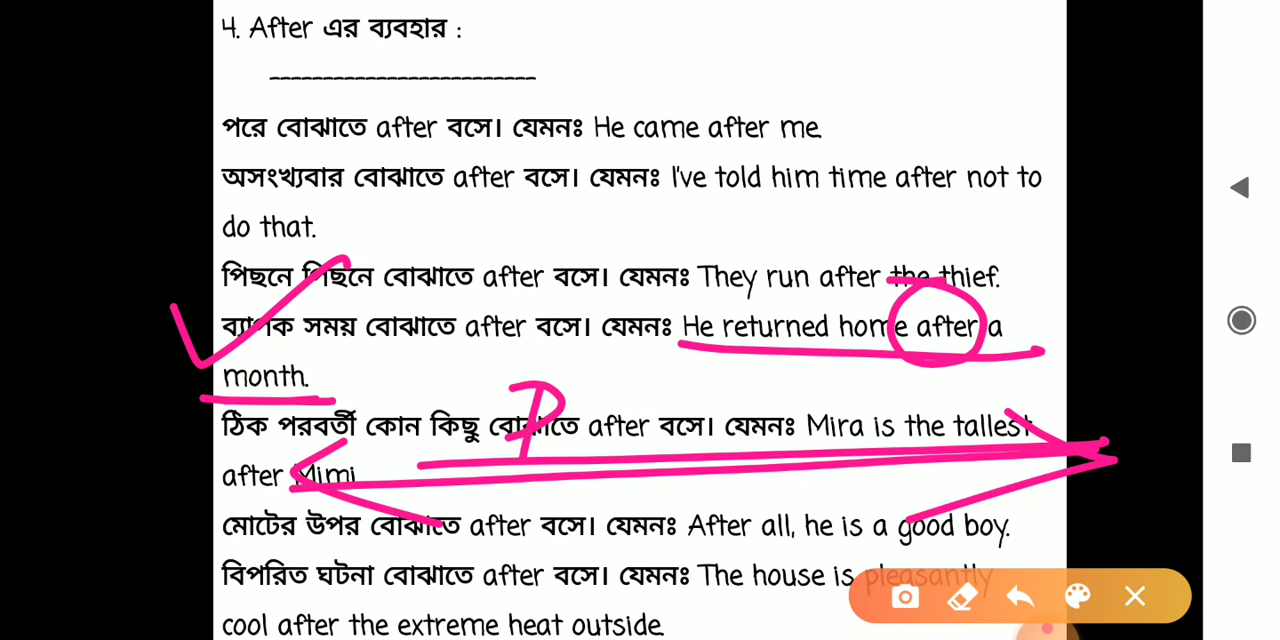 4. After এর ব্যবহার :
--------------------------
পরে বোঝাতে after বসে। যেমনঃ He came after me.
অসংখ্যবার বোঝাতে after বসে। যেমনঃ I've told him time after not to
do that.
পিছনে পিছনে বোঝাতে after বসে। যেমনঃ They run after the thief.
ব্যাপক সময় বোঝাতে after বসে। যেমনঃ He returned home after a
month.
ঠিক পরবর্তী কোন কিছু বোঝাতে after বসে। যেমনঃ Mira is the tallest
after Mimi
মোটের উপর বোঝাতে after বসে। যেমনঃ After all, he is a good boy.
বিপরিত ঘটনা বোঝাতে after বসে। যেমনঃ The house is pleasantly
cool after the extreme heat outside.